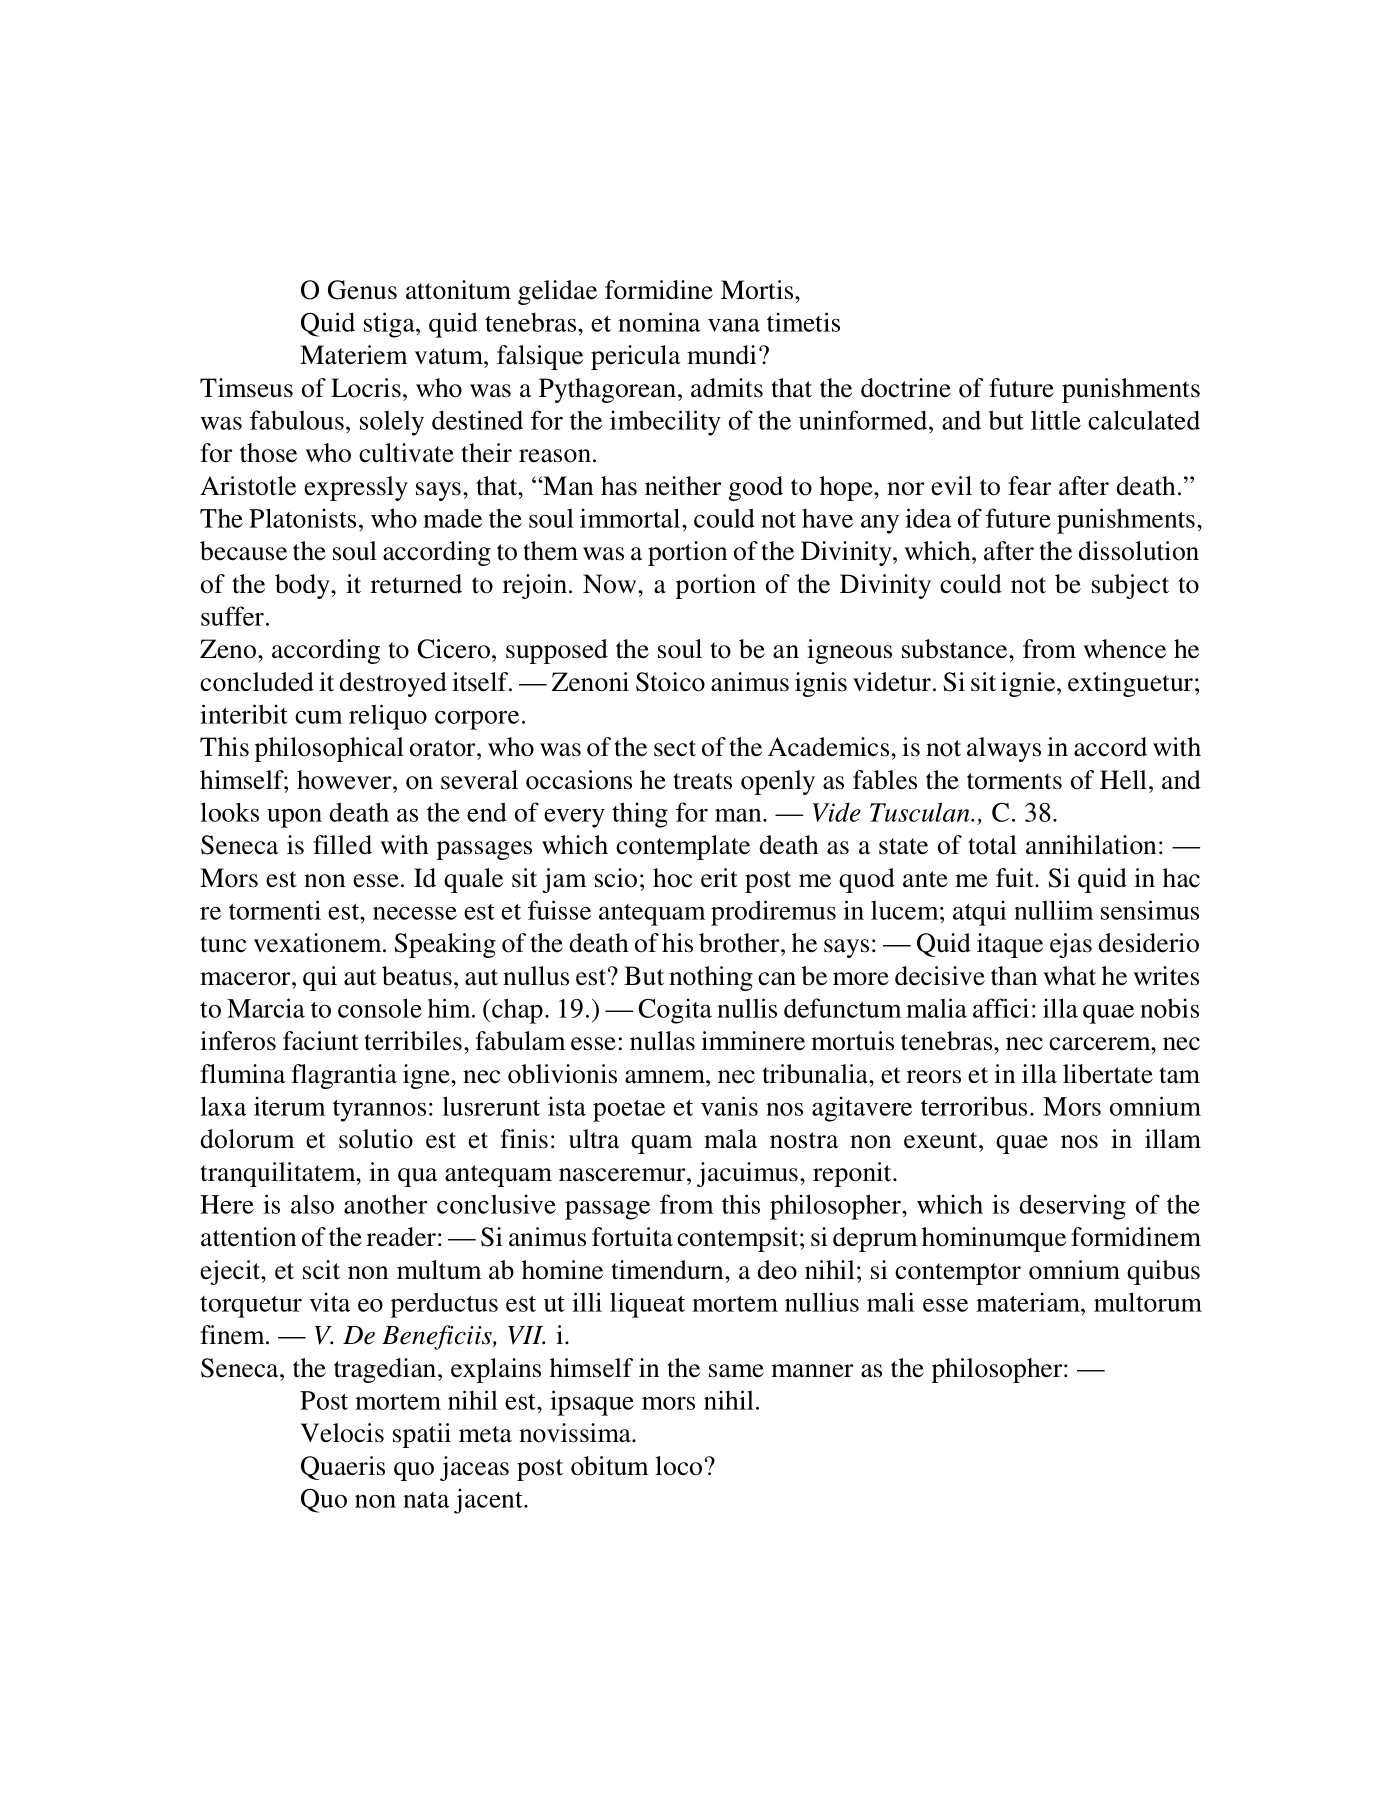 O Genus attonitum gelidae formidine Mortis,
Quid stiga, quid tenebras, et nomina vana timetis
Materiem vatum, falsique pericula mundi?
Timseus of Locris, who was a Pythagorean, admits that the doctrine of future punishments
was fabulous, solely destined for the imbecility of the uninformed, and but little calculated
for those who cultivate their reason.
Aristotle expressly says, that, “Man has neither good to hope, nor evil to fear after death.”
The Platonists, who made the soul immortal, could not have any idea of future punishments,
because the soul according to them was a portion of the Divinity, which, after the dissolution
of the body, it returned to rejoin. Now, a portion of the Divinity could not be subject to
suffer.
Zeno, according to Cicero, supposed the soul to be an igneous substance, from whence he
concluded it destroyed itself. — Zenoni Stoico animus ignis videtur. Si sit ignie, extinguetur;
interibit cum reliquo corpore.
This philosophical orator, who was of the sect of the Academics, is not always in accord with
himself; however, on several occasions he treats openly as fables the torments of Hell, and
looks upon death as the end of every thing for man. — Vide Tusculan., C. 38.
Seneca is filled with passages which contemplate death as a state of total annihilation: —
Mors est non esse. Id quale sit jam scio; hoc erit post me quod ante me fuit. Si quid in hac
re tormenti est, necesse est et fuisse antequam prodiremus in lucem; atqui nulliim sensimus
tunc vexationem. Speaking of the death of his brother, he says: — Quid itaque ejas desiderio
maceror, qui aut beatus, aut nullus est? But nothing can be more decisive than what he writes
to Marcia to console him. (chap. 19.) — Cogita nullis defunctum malia affici: illa quae nobis
inferos faciunt terribiles, fabulam esse: nullas imminere mortuis tenebras, nec carcerem, nec
flumina flagrantia igne, nec oblivionis amnem, nec tribunalia, et reors et in illa libertate tam
laxa iterum tyrannos: lusrerunt ista poetae et vanis nos agitavere terroribus. Mors omnium
dolorum et solutio est et finis: ultra quam mala nostra non exeunt, quae nos in illam
tranquilitatem, in qua antequam nasceremur, jacuimus, reponit.
Here is also another conclusive passage from this philosopher, which is deserving of the
attention of the reader: — Si animus fortuita contempsit; si deprum hominumque formidinem
ejecit, et scit non multum ab homine timendurn, a deo nihil; si contemptor omnium quibus
torquetur vita eo perductus est ut illi liqueat mortem nullius mali esse materiam, multorum
finem. — V. De Beneficiis, VII. i.
Seneca, the tragedian, explains himself in the same manner as the philosopher: —
Post mortem nihil est, ipsaque mors nihil.
Velocis spatii meta novissima.
Quaeris quo jaceas post obitum loco?
Quo non nata jacent.